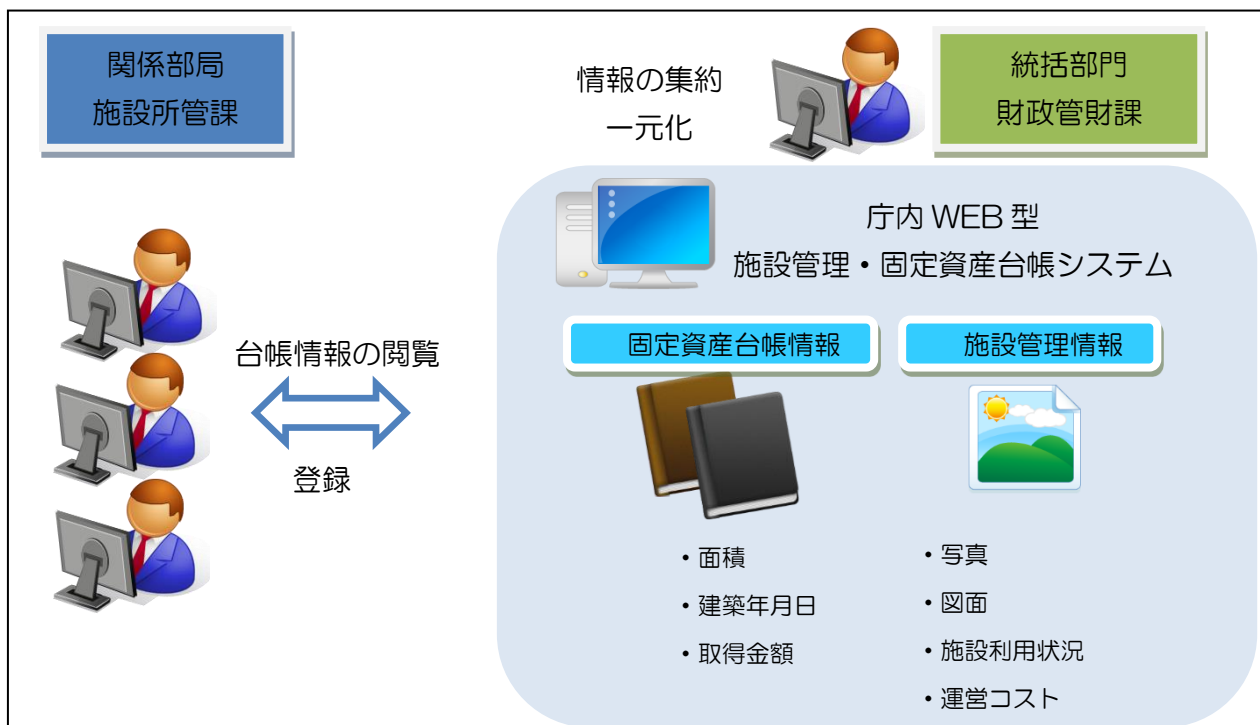 関係部局
施設所管課
情報の集約
一元化
統括部門
財政管財課
庁内 WEB 型
施設管理・固定資産台帳システム
台帳情報の閲覧
登録
固定資産台帳情報
・面積
・建築年月日
・取得金額
施設管理情報
・写真
・図面
・施設利用状況
・運営コスト